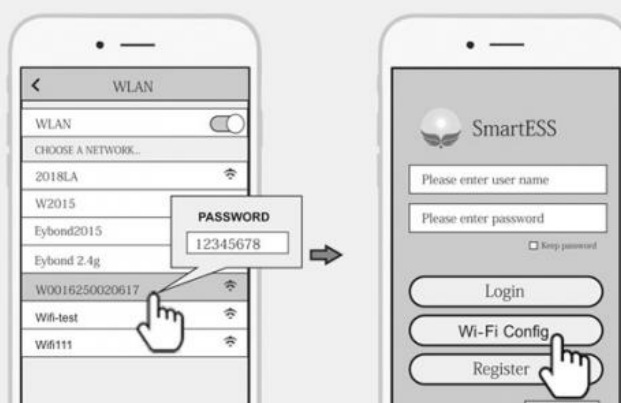 WLAN
WLAN
CHOOSE A NETWORK...
2018LA
W2015
Eybond2015
Eybond 2.4g
W0016250020617
Wifi-test
Wifi111
PASSWORD
12345678
SmartESS
Please enter user name
Please enter password
Keep password
Login
Wi-Fi Config
Register